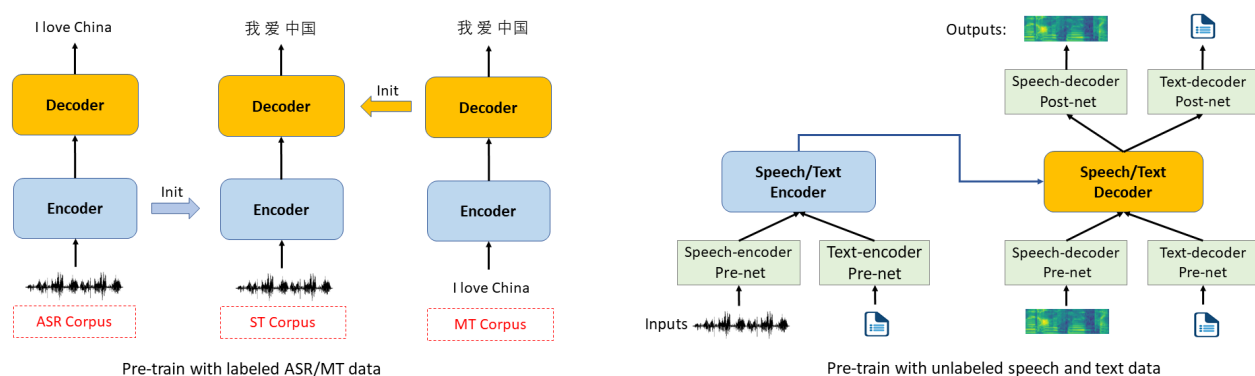 I love China
我 爱 中国
我 爱 中国
Decoder
Decoder
Decoder
Init
Init
Encoder
Encoder
Encoder
I love China
ASR Corpus
ST Corpus
MT Corpus
Pre-train with labeled ASR/MT data
Outputs:
Speech-decoder
Post-net
Text-decoder
Post-net
Speech/Text
Encoder
Speech/Text
Decoder
Speech-encoder
Pre-net
Text-encoder
Pre-net
Speech-decoder
Pre-net
Text-decoder
Pre-net
Inputs
Pre-train with unlabeled speech and text data